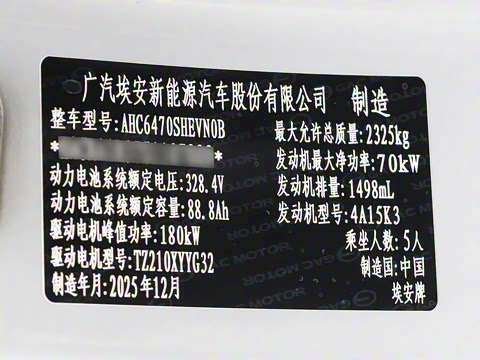 广汽埃安新能源汽车股份有限公司 制造
整车型号:AHC6470SHEVN0B
最大允许总质量:2325kg
* *
发动机最大净功率:70kW
动力电池系统额定电压:328.4V
发动机排量:1498mL
动力电池系统额定容量:88.8Ah
发动机型号:4A15K3
驱动电机峰值功率:180kW
乘坐人数:5人
驱动电机型号:TZ210XYYG32
制造国:中国
制造年月:2025年12月
埃安牌
GAC MOTOR